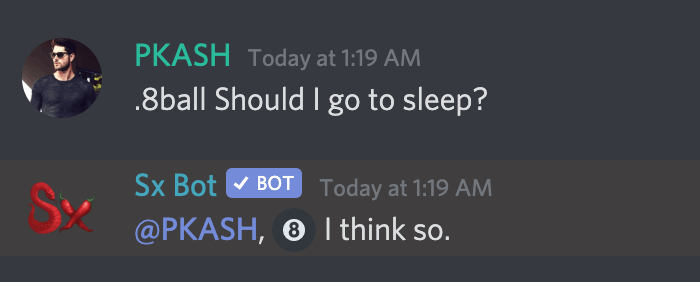 PKASH Today at 1:19 AM
.8ball Should I go to sleep?
Sx
Sx Bot ✓ BOT Today at 1:19 AM
@PKASH, 8 I think so.